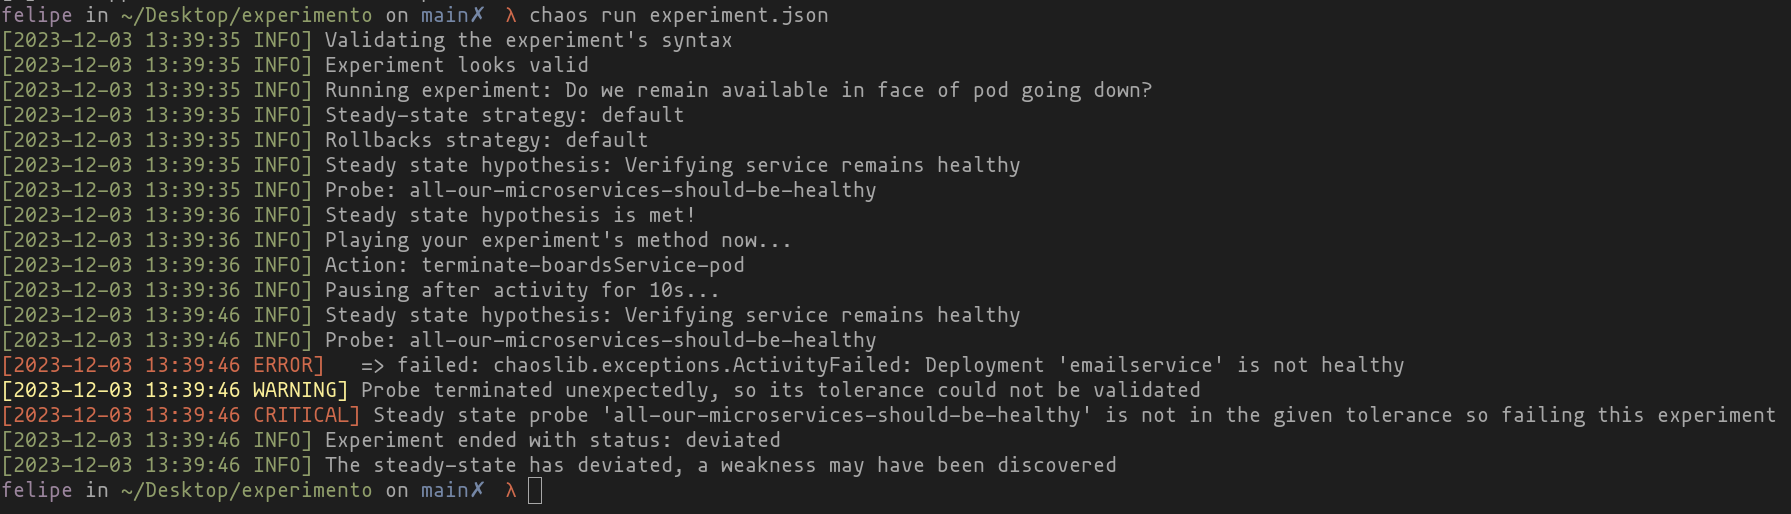 felipe in ~/Desktop/experimento on main✗ λ chaos run experiment.json
[2023-12-03 13:39:35 INFO] Validating the experiment's syntax
[2023-12-03 13:39:35 INFO] Experiment looks valid
[2023-12-03 13:39:35 INFO] Running experiment: Do we remain available in face of pod going down?
[2023-12-03 13:39:35 INFO] Steady-state strategy: default
[2023-12-03 13:39:35 INFO] Rollbacks strategy: default
[2023-12-03 13:39:35 INFO] Steady state hypothesis: Verifying service remains healthy
[2023-12-03 13:39:35 INFO] Probe: all-our-microservices-should-be-healthy
[2023-12-03 13:39:36 INFO] Steady state hypothesis is met!
[2023-12-03 13:39:36 INFO] Playing your experiment's method now...
[2023-12-03 13:39:36 INFO] Action: terminate-boardsService-pod
[2023-12-03 13:39:36 INFO] Pausing after activity for 10s...
[2023-12-03 13:39:46 INFO] Steady state hypothesis: Verifying service remains healthy
[2023-12-03 13:39:46 INFO] Probe: all-our-microservices-should-be-healthy
[2023-12-03 13:39:46 ERROR]   => failed: chaoslib.exceptions.ActivityFailed: Deployment 'emailservice' is not healthy
[2023-12-03 13:39:46 WARNING] Probe terminated unexpectedly, so its tolerance could not be validated
[2023-12-03 13:39:46 CRITICAL] Steady state probe 'all-our-microservices-should-be-healthy' is not in the given tolerance so failing this experiment
[2023-12-03 13:39:46 INFO] Experiment ended with status: deviated
[2023-12-03 13:39:46 INFO] The steady-state has deviated, a weakness may have been discovered
felipe in ~/Desktop/experimento on main✗ λ